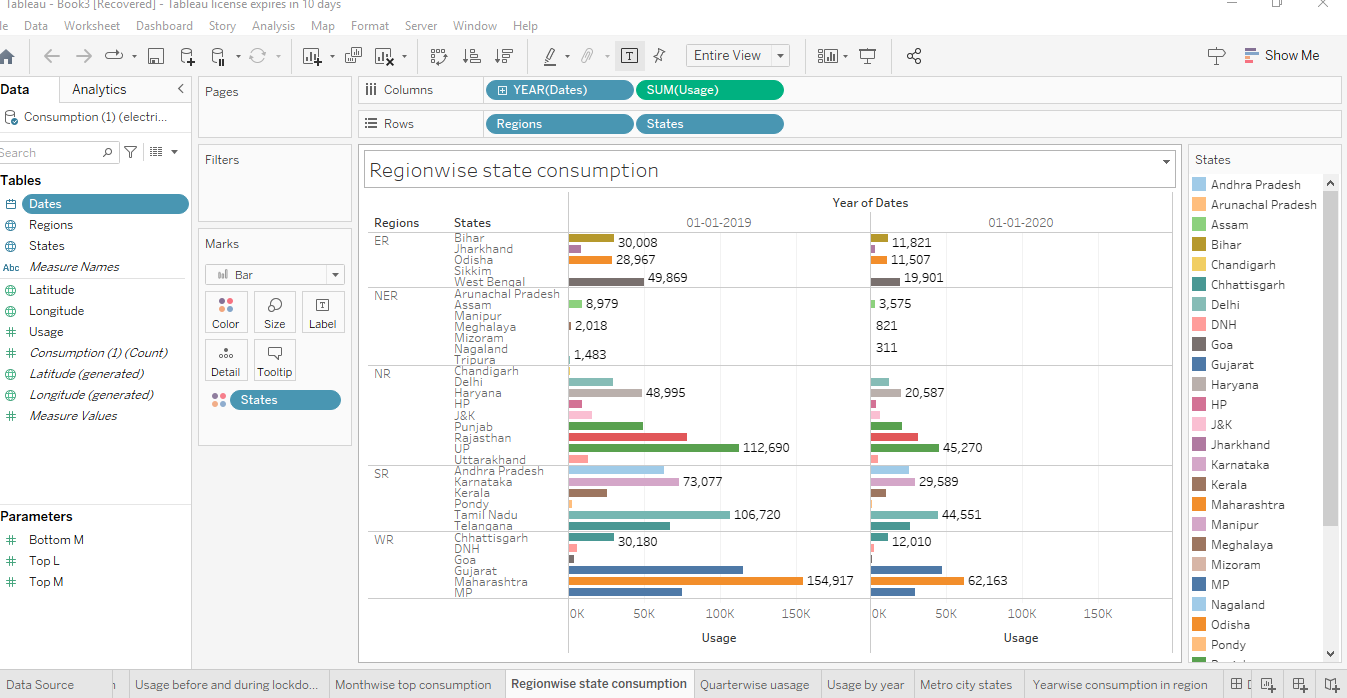 Tableau - Book3 [Recovered] - Tableau license expires in 10 days
le Data Worksheet Dashboard Story Analysis Map Format Server Window Help
Entire View Show Me
Data Analytics
Consumption (1) (electri...
Search
Tables
Dates
Regions
States
Abc Measure Names
Latitude
Longitude
Usage
Consumption (1) (Count)
Latitude (generated)
Longitude (generated)
Measure Values
Parameters
Bottom M
Top L
Top M
Pages
Filters
Marks
Bar
Color Size Label
Detail Tooltip
States
Columns YEAR(Dates) SUM(Usage)
Rows Regions States
Regionwise state consumption
Year of Dates
Regions States 01-01-2019 01-01-2020
ER Bihar 30,008 11,821
Jharkhand
Odisha 28,967 11,507
Sikkim
West Bengal 49,869 19,901
NER Arunachal Pradesh
Assam 8,979 3,575
Manipur
Meghalaya 2,018 821
Mizoram
Nagaland 311
Tripura 1,483
NR Chandigarh
Delhi
Haryana 48,995 20,587
HP
J&K
Punjab
Rajasthan
UP 112,690 45,270
Uttarakhand
SR Andhra Pradesh
Karnataka 73,077 29,589
Kerala
Pondy
Tamil Nadu 106,720 44,551
Telangana
WR Chhattisgarh 30,180 12,010
DNH
Goa
Gujarat
Maharashtra 154,917 62,163
MP
0K 50K 100K 150K 0K 50K 100K 150K
Usage Usage
States
Andhra Pradesh
Arunachal Pradesh
Assam
Bihar
Chandigarh
Chhattisgarh
Delhi
DNH
Goa
Gujarat
Haryana
HP
J&K
Jharkhand
Karnataka
Kerala
Maharashtra
Manipur
Meghalaya
Mizoram
MP
Nagaland
Odisha
Pondy
Data Source Usage before and during lockdo... Monthwise top consumption Regionwise state consumption Quarterwise uasage Usage by year Metro city states Yearwise consumption in region